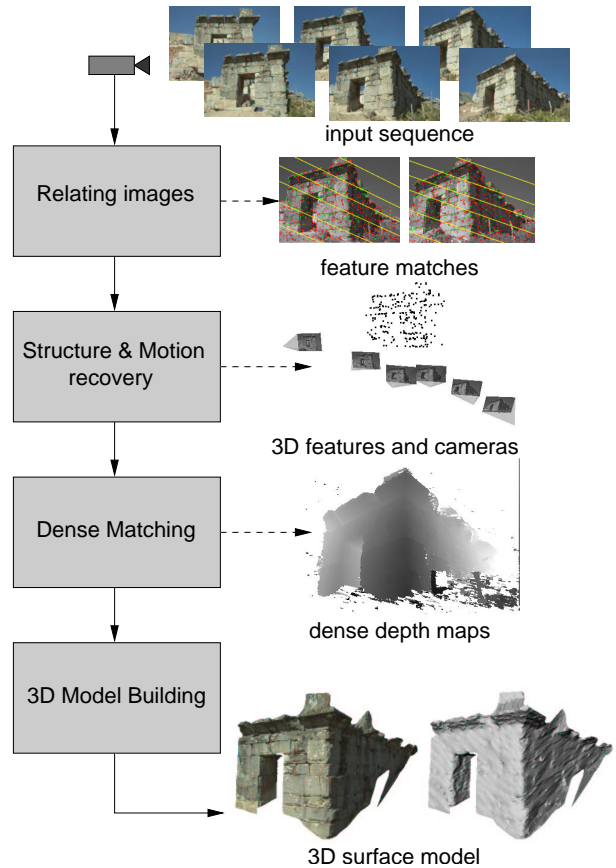 input sequence
Relating images
feature matches
Structure & Motion
recovery
3D features and cameras
Dense Matching
dense depth maps
3D Model Building
3D surface model